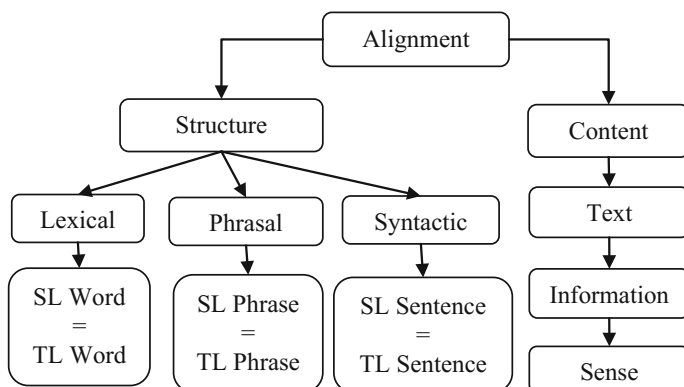 Alignment
Structure
Content
Lexical
Phrasal
Syntactic
Text
SL Word
=
TL Word
SL Phrase
=
TL Phrase
SL Sentence
=
TL Sentence
Information
Sense